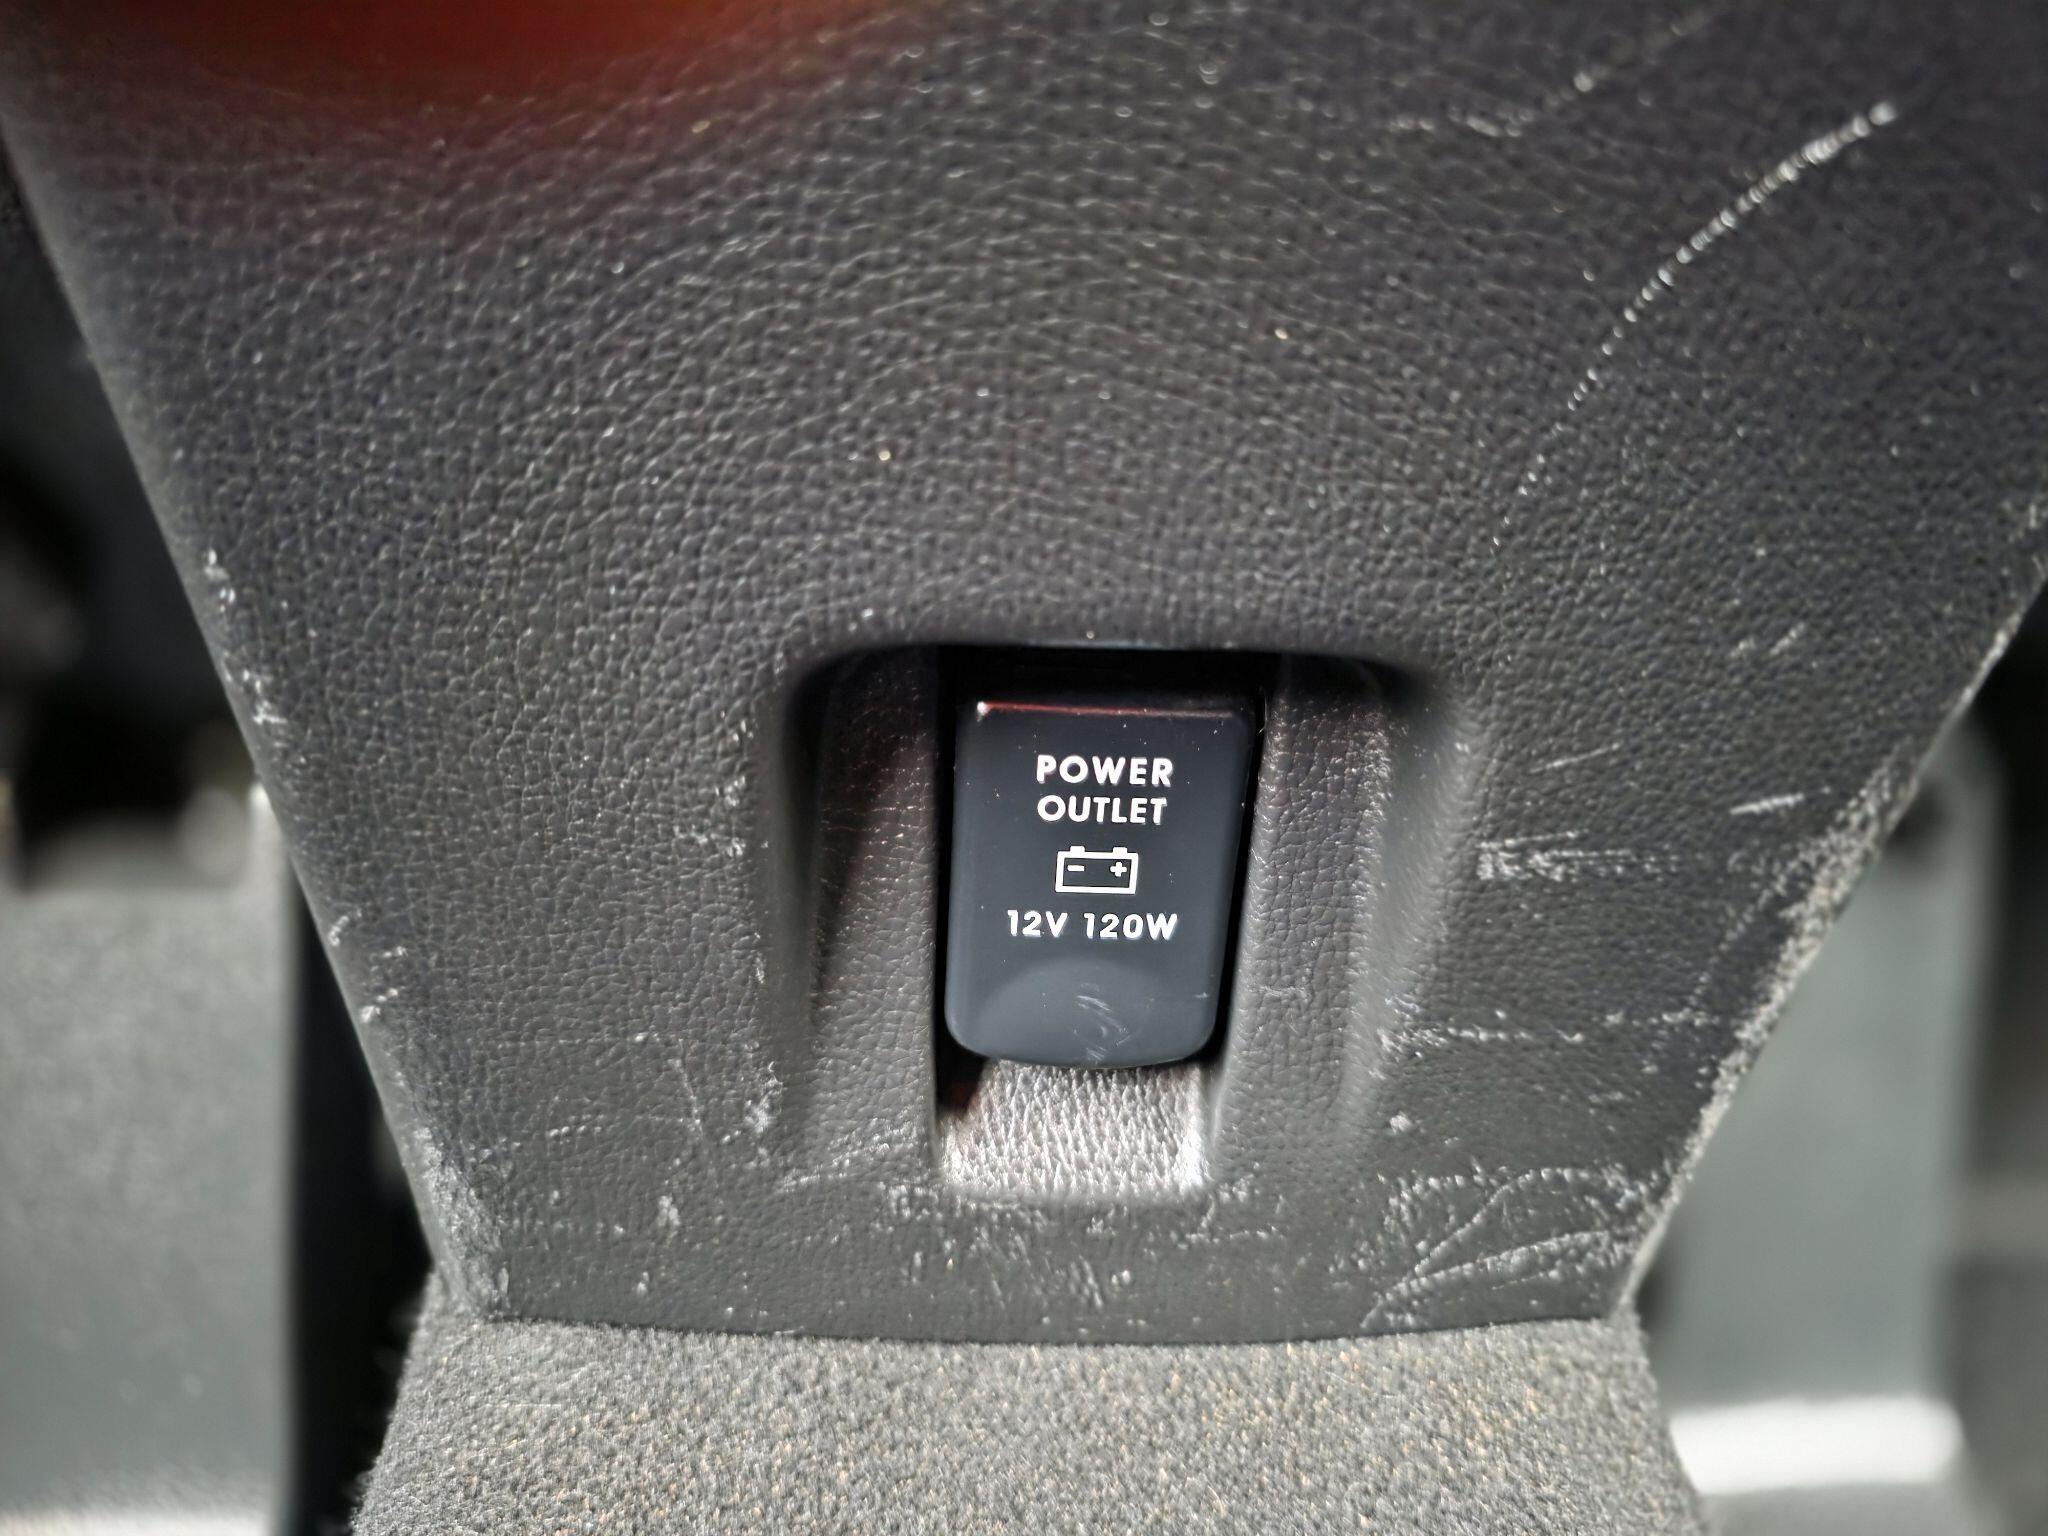 POWER
OUTLET
- +
12V 120W